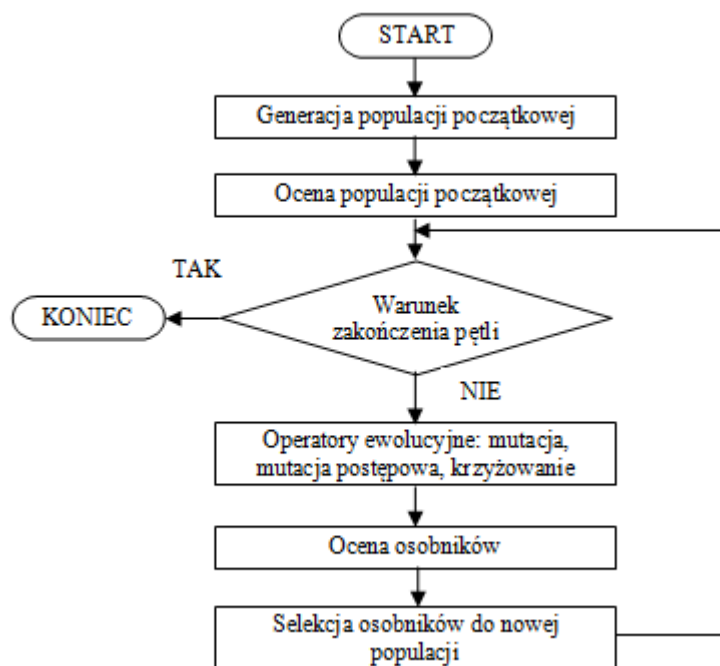 START
Generacja populacji początkowej
Ocena populacji początkowej
TAK
Warunek
zakończenia pętli
KONIEC
NIE
Operatory ewolucyjne: mutacja,
mutacja postępowa, krzyżowanie
Ocena osobników
Selekcja osobników do nowej
populacji